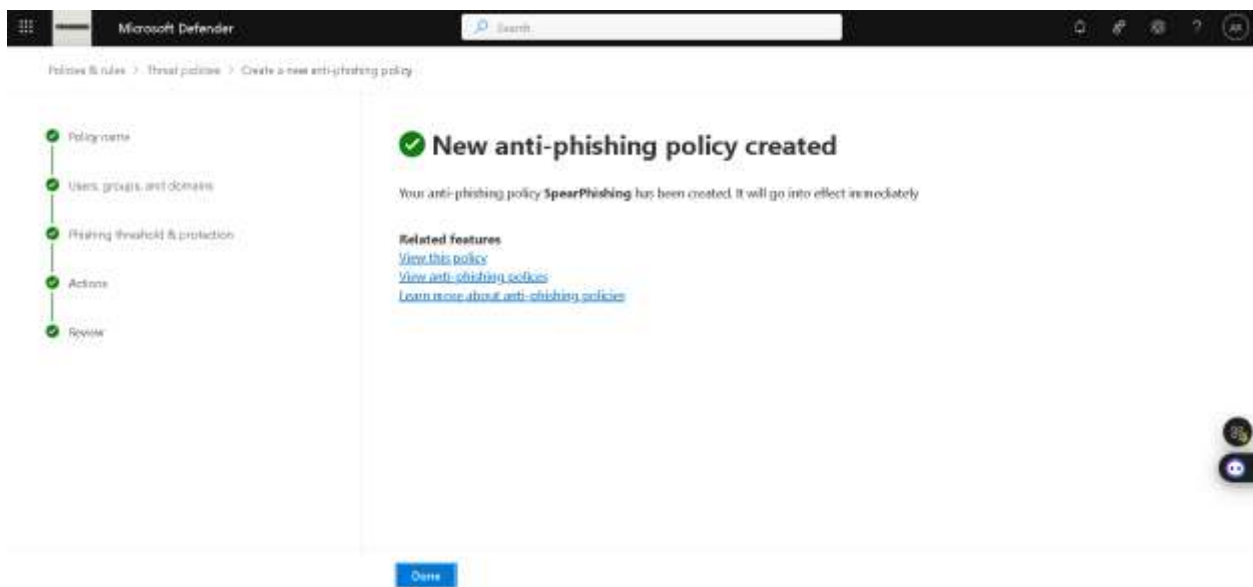 Microsoft Defender
Search
?
AR
Policies & rules > Threat policies > Create a new anti-phishing policy
Policy name
Users, groups, and domains
Phishing threshold & protection
Actions
Review
New anti-phishing policy created
Your anti-phishing policy SpearPhishing has been created. It will go into effect immediately
Related features
View this policy
View anti-phishing polices
Learn more about anti-phishing policies
Done